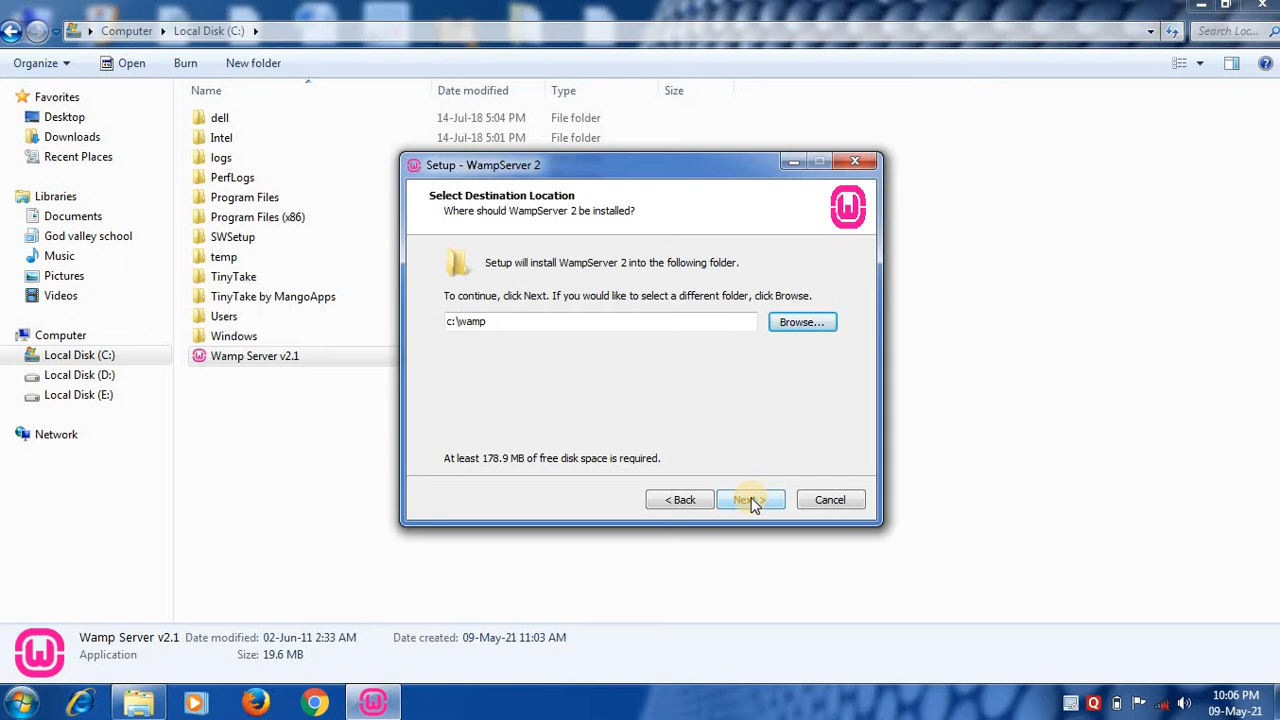 Computer
Local Disk (C:)
Search Loc...
Organize
Open
Burn
New folder
Name
Date modified
Type
Size
Favorites
Desktop
Downloads
Recent Places
Libraries
Documents
God valley school
Music
Pictures
Videos
Computer
Local Disk (C:)
Local Disk (D:)
Local Disk (E:)
Network
dell 14-Jul-18 5:04 PM File folder
Intel 14-Jul-18 5:01 PM File folder
logs
PerfLogs
Program Files
Program Files (x86)
SWSetup
temp
TinyTake
TinyTake by MangoApps
Users
Windows
Wamp Server v2.1
Setup - WampServer 2
Select Destination Location
Where should WampServer 2 be installed?
Setup will install WampServer 2 into the following folder.
To continue, click Next. If you would like to select a different folder, click Browse.
c:\wamp
Browse...
At least 178.9 MB of free disk space is required.
< Back
Next >
Cancel
Wamp Server v2.1 Date modified: 02-Jun-11 2:33 AM Date created: 09-May-21 11:03 AM
Application Size: 19.6 MB
10:06 PM
09-May-21